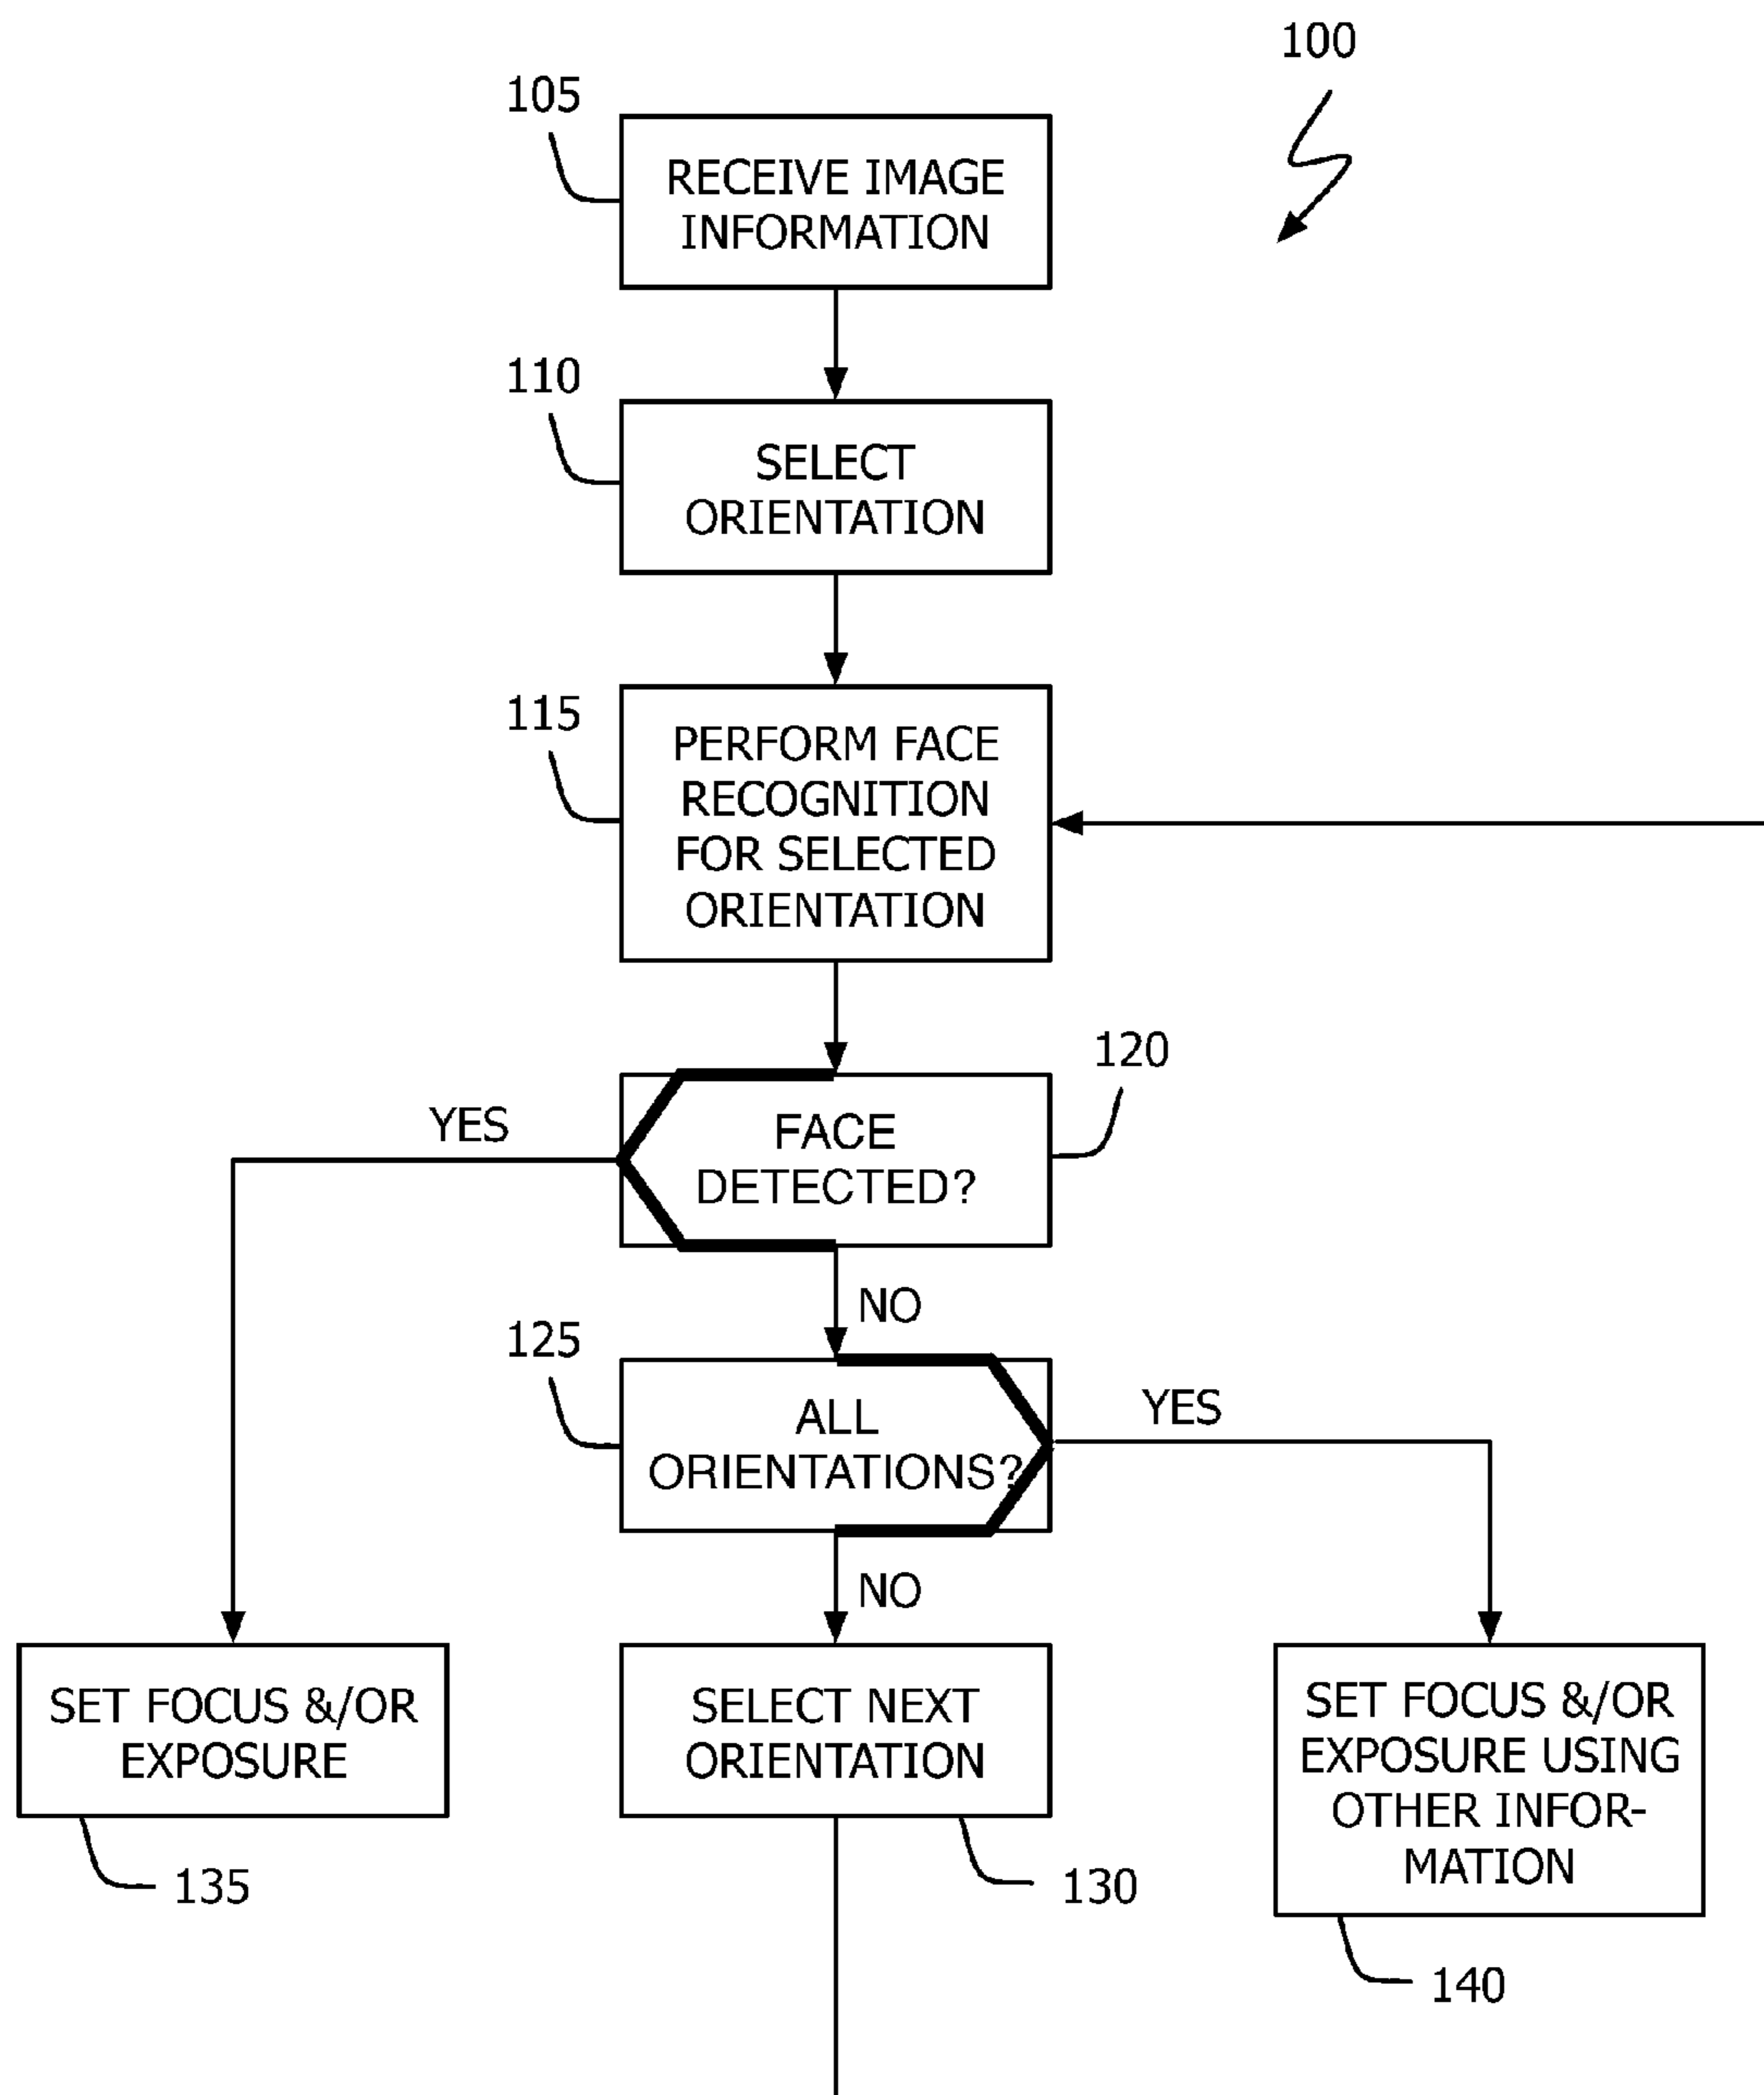 100
105
RECEIVE IMAGE
INFORMATION
110
SELECT
ORIENTATION
115
PERFORM FACE
RECOGNITION
FOR SELECTED
ORIENTATION
120
YES
FACE
DETECTED?
NO
125
ALL
ORIENTATIONS?
YES
NO
SET FOCUS &/OR
EXPOSURE
135
SELECT NEXT
ORIENTATION
130
SET FOCUS &/OR
EXPOSURE USING
OTHER INFOR-
MATION
140